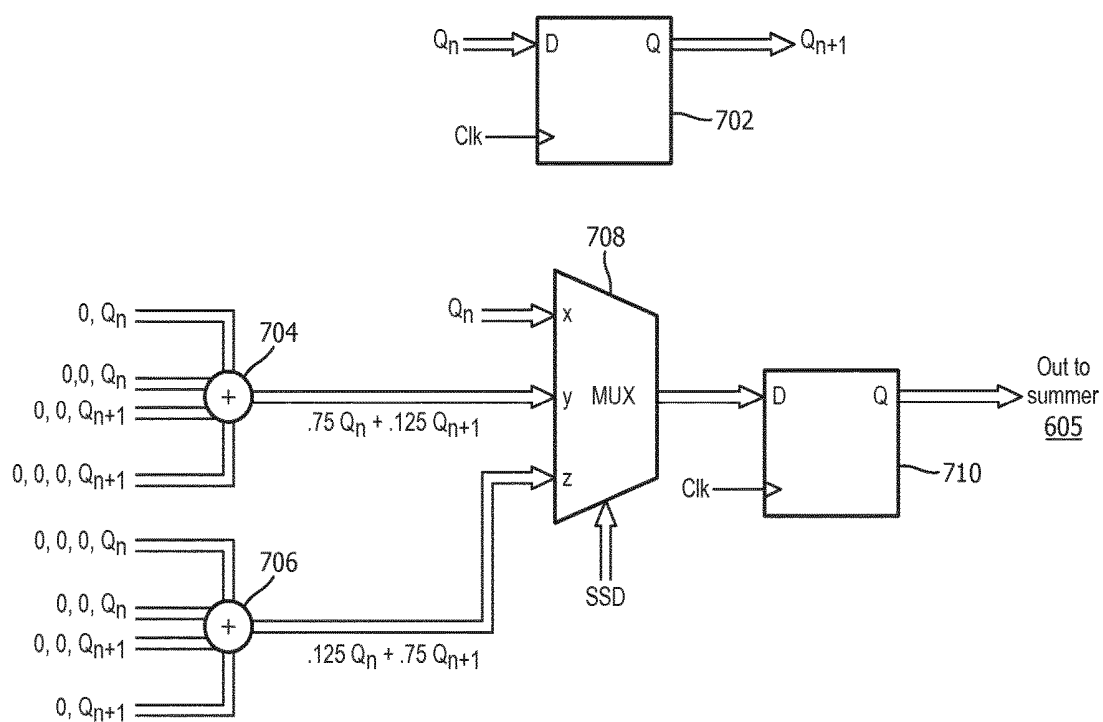 Qn D Q Qn+1
Clk 702
708
0, Qn
704
Qn x
0,0, Qn
0, 0, Qn+1
+ y MUX D Q
.75 Qn + .125 Qn+1
Out to
summer
605
0, 0, 0, Qn+1
z
Clk 710
0, 0, 0, Qn
706
0, 0, Qn
0, 0, Qn+1
+
SSD
.125 Qn + .75 Qn+1
0, Qn+1